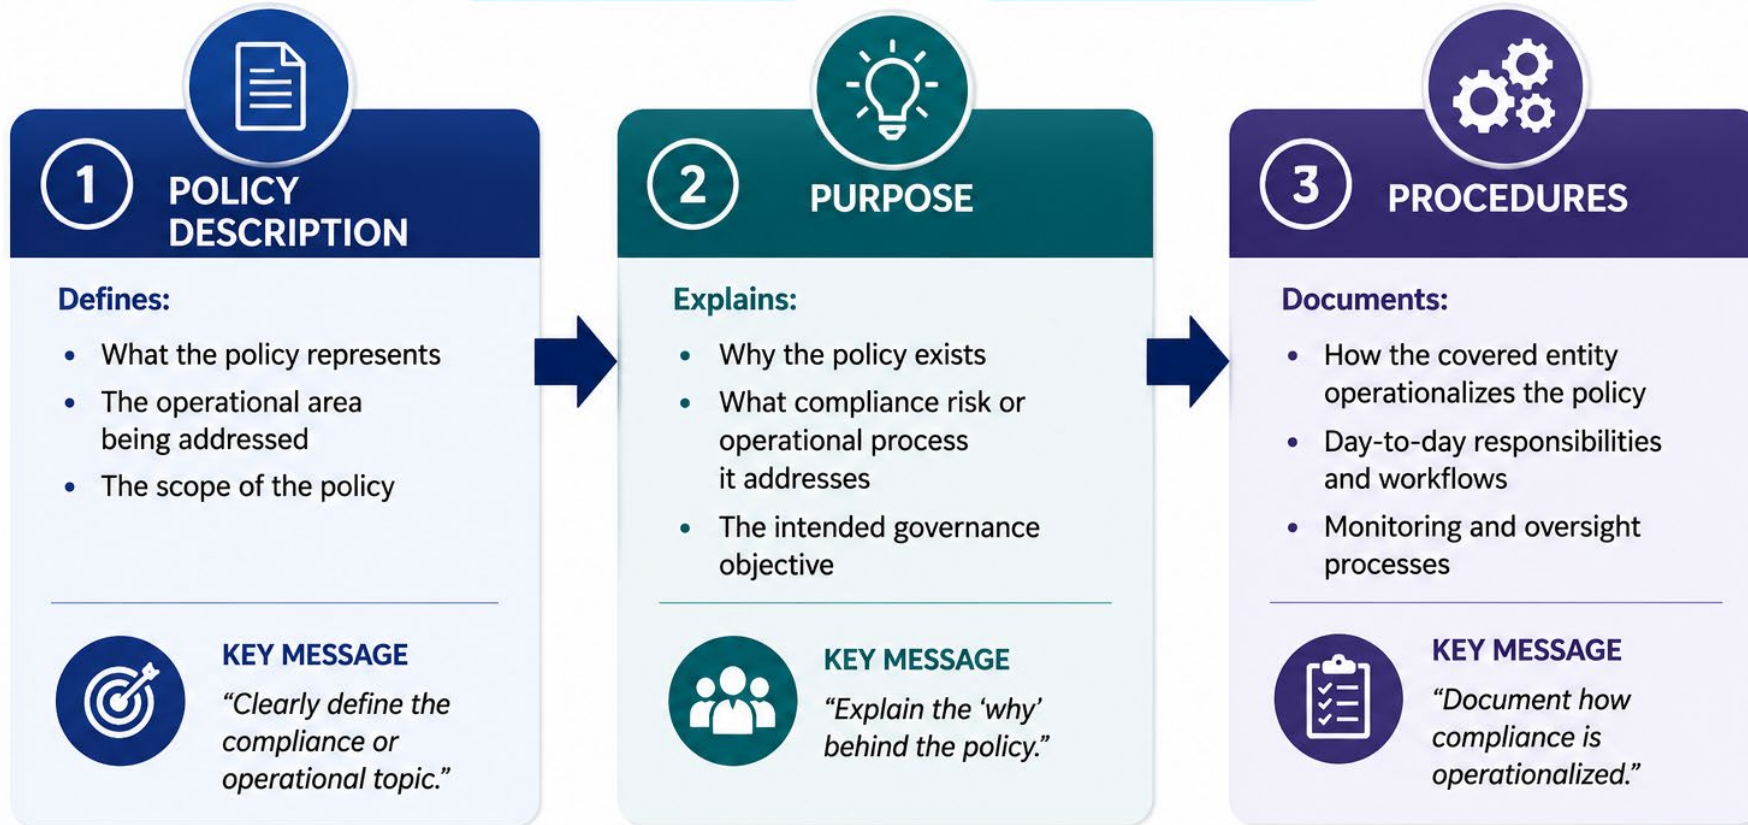 1
POLICY
DESCRIPTION
Defines:
• What the policy represents
• The operational area
being addressed
• The scope of the policy
KEY MESSAGE
“Clearly define the
compliance or
operational topic.”
2
PURPOSE
Explains:
• Why the policy exists
• What compliance risk or
operational process
it addresses
• The intended governance
objective
KEY MESSAGE
“Explain the ‘why’
behind the policy.”
3
PROCEDURES
Documents:
• How the covered entity
operationalizes the policy
• Day-to-day responsibilities
and workflows
• Monitoring and oversight
processes
KEY MESSAGE
“Document how
compliance is
operationalized.”